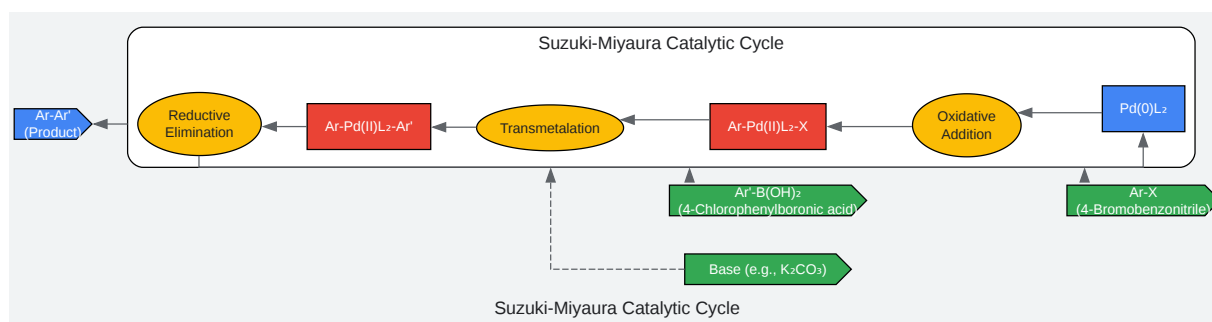 Suzuki-Miyaura Catalytic Cycle
Ar-Ar'
(Product)
Reductive
Elimination
Ar-Pd(II)L₂-Ar'
Transmetalation
Ar-Pd(II)L₂-X
Oxidative
Addition
Pd(0)L₂
Ar'-B(OH)₂
(4-Chlorophenylboronic acid)
Ar-X
(4-Bromobenzonitrile)
Base (e.g., K₂CO₃)
Suzuki-Miyaura Catalytic Cycle